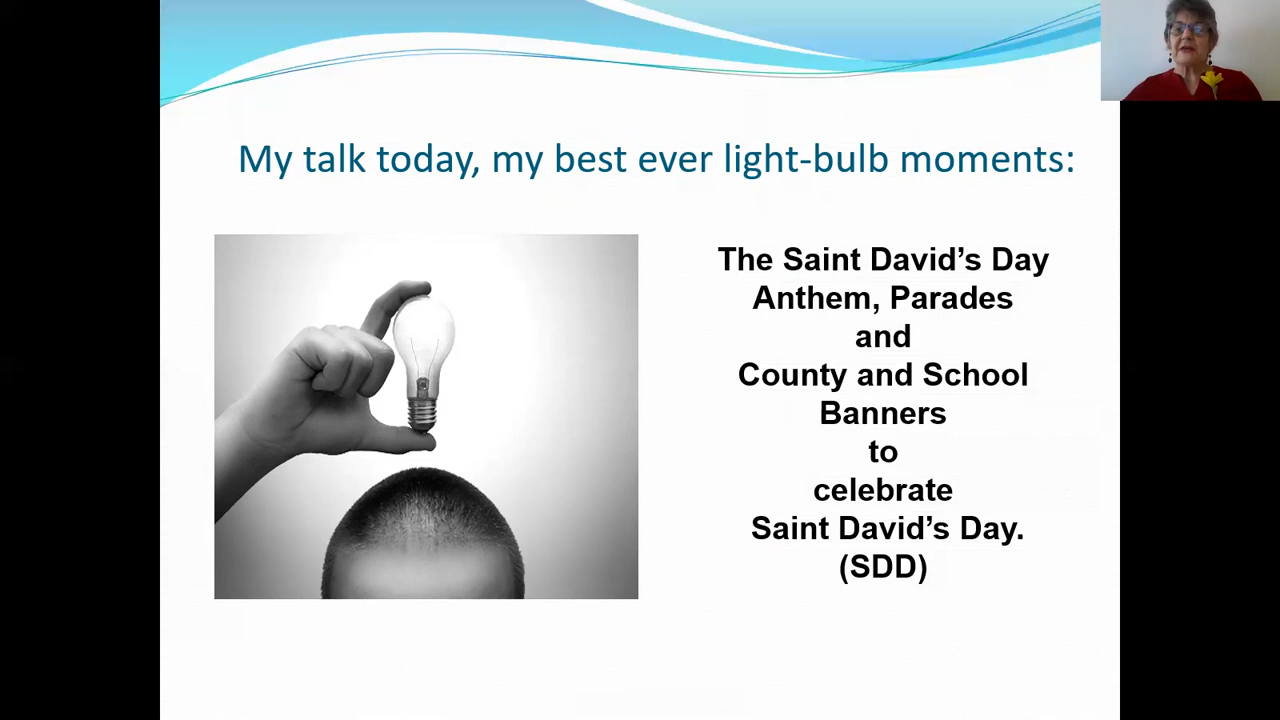 My talk today, my best ever light-bulb moments:
The Saint David’s Day
Anthem, Parades
and
County and School
Banners
to
celebrate
Saint David’s Day.
(SDD)